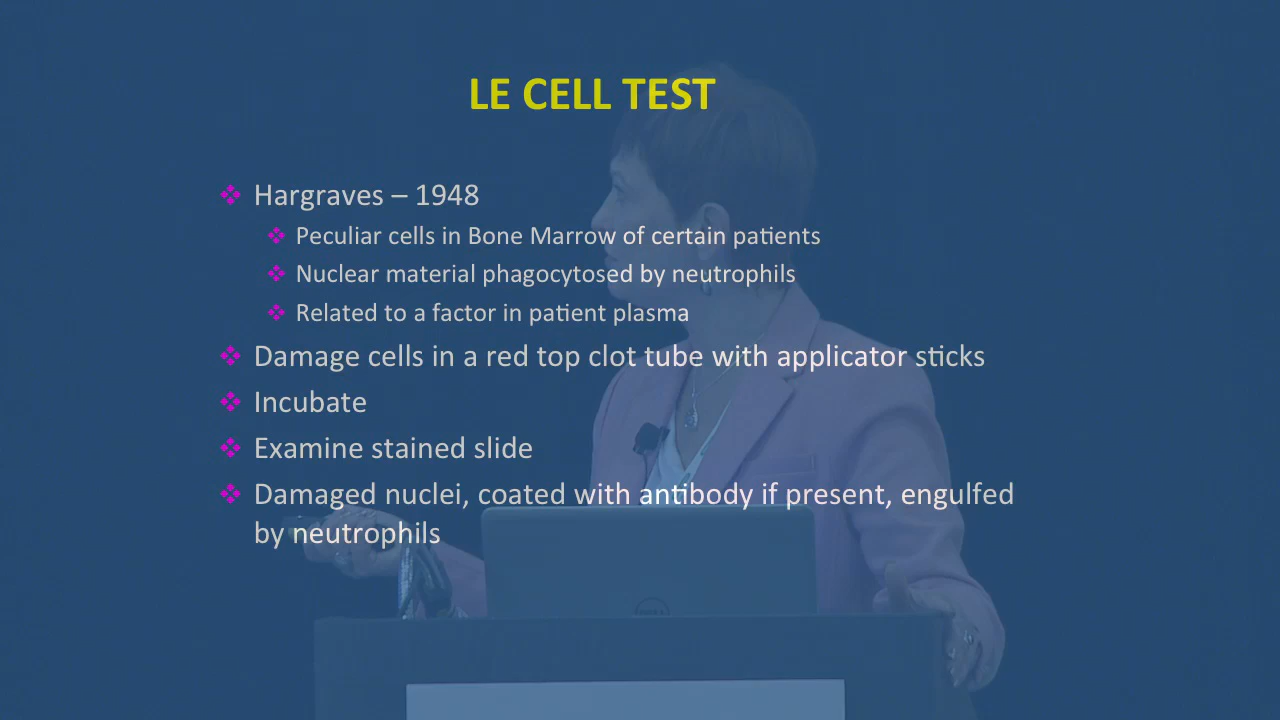 LE CELL TEST
Hargraves – 1948
Peculiar cells in Bone Marrow of certain patients
Nuclear material phagocytosed by neutrophils
Related to a factor in patient plasma
Damage cells in a red top clot tube with applicator sticks
Incubate
Examine stained slide
Damaged nuclei, coated with antibody if present, engulfed
by neutrophils